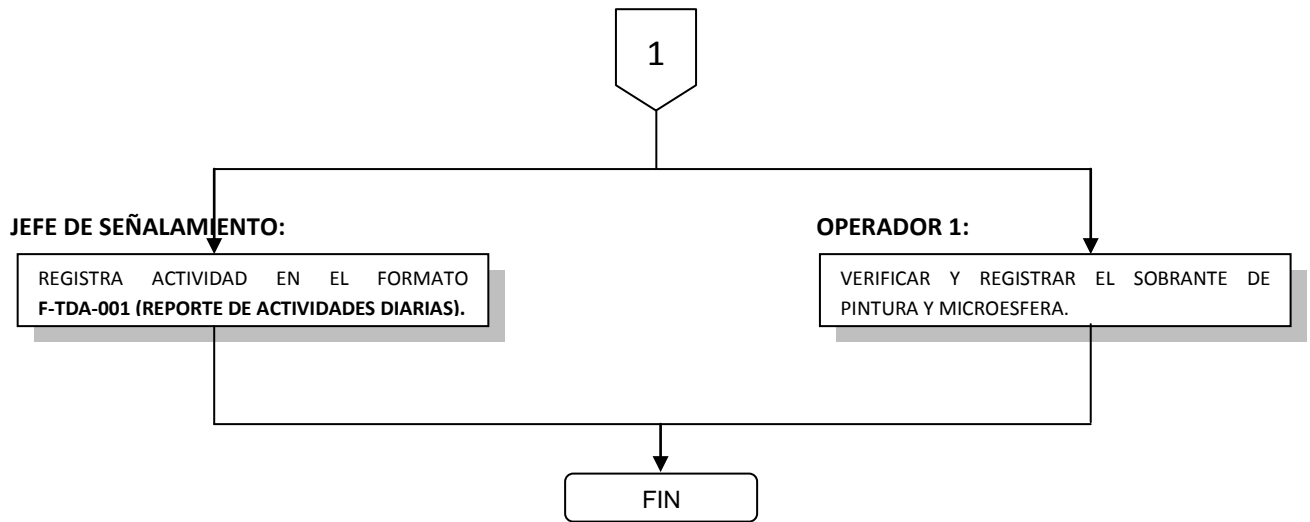 1
JEFE DE SEÑALAMIENTO:
REGISTRA ACTIVIDAD EN EL FORMATO
F-TDA-001 (REPORTE DE ACTIVIDADES DIARIAS).
OPERADOR 1:
VERIFICAR Y REGISTRAR EL SOBRANTE DE
PINTURA Y MICROESFERA.
FIN